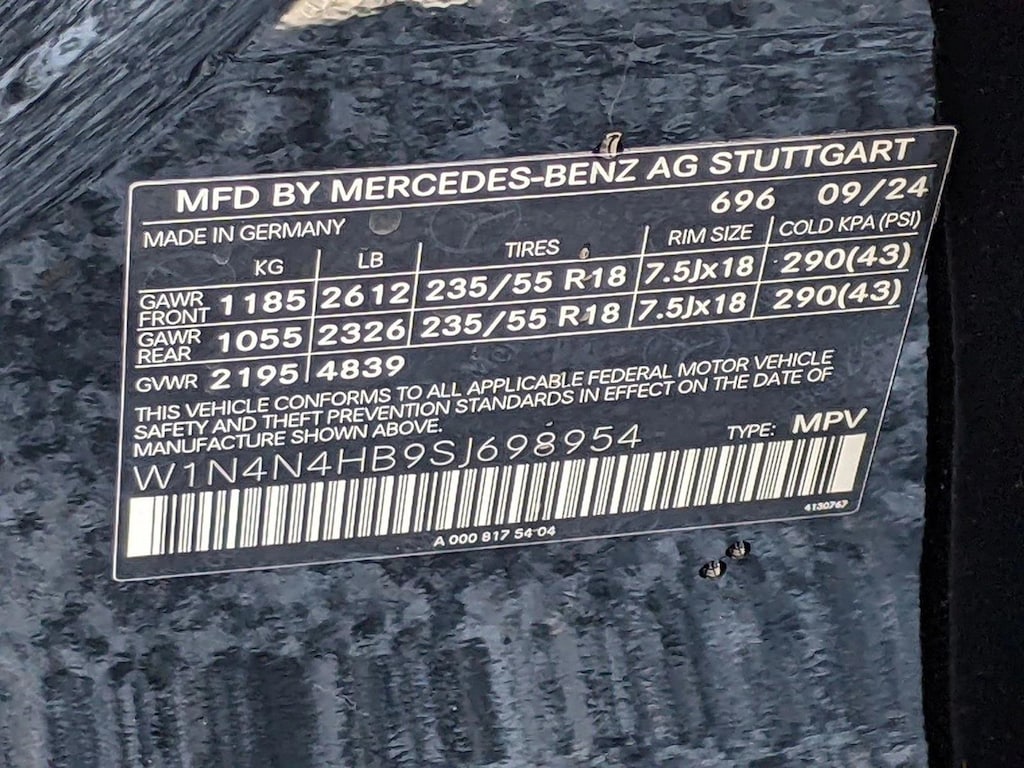 MFD BY MERCEDES-BENZ AG STUTTGART
MADE IN GERMANY 696 09/24
KG LB TIRES RIM SIZE COLD KPA (PSI)
GAWR FRONT 1185 2612 235/55 R18 7.5Jx18 290(43)
GAWR REAR 1055 2326 235/55 R18 7.5Jx18 290(43)
GVWR 2195 4839
THIS VEHICLE CONFORMS TO ALL APPLICABLE FEDERAL MOTOR VEHICLE
SAFETY AND THEFT PREVENTION STANDARDS IN EFFECT ON THE DATE OF
MANUFACTURE SHOWN ABOVE.
W1N4N4HB9SJ698954 TYPE: MPV
A 000 817 54 04 4130767